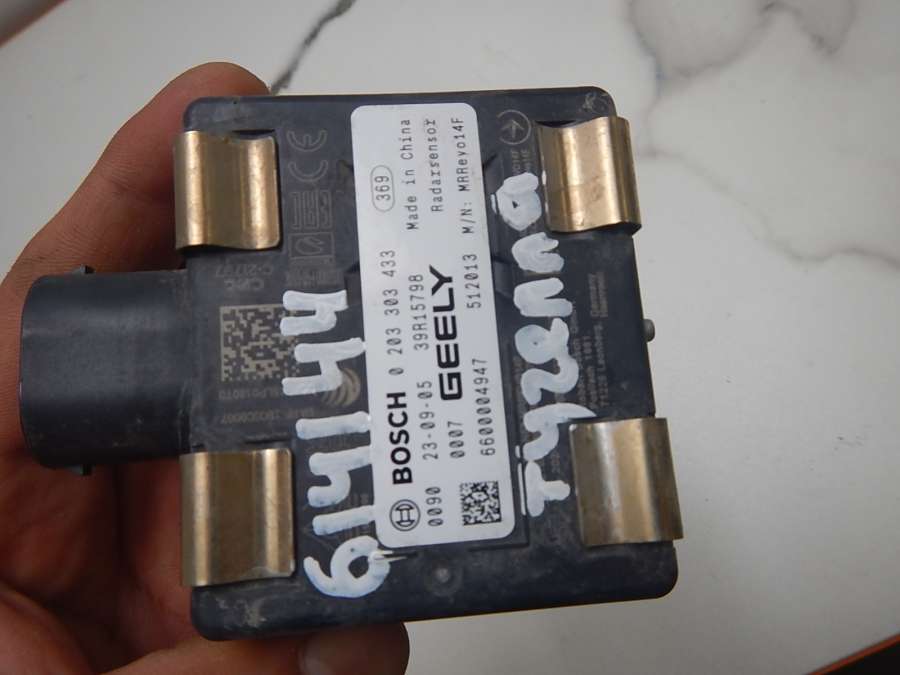 614144
BOSCH 0 203 303 433 369
0090 23-09-05 39R15798 Made in China
0007 GEELY Radarsensor
6600004947 512013 M/N: MRRevo14F
Тугелла